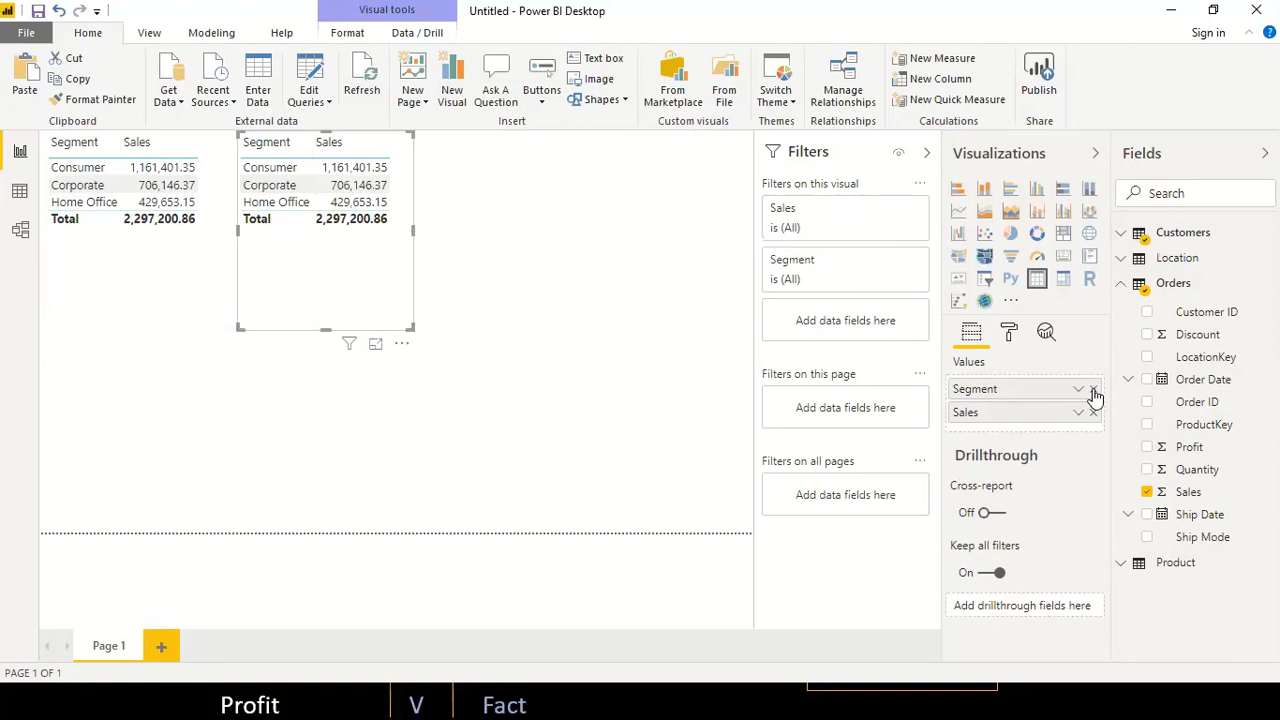 Visual tools
Untitled - Power BI Desktop
File
Home
View
Modeling
Help
Format
Data / Drill
Sign in
Paste
Cut
Copy
Format Painter
Clipboard
Get Data
Recent Sources
Enter Data
Edit Queries
External data
Refresh
New Page
New Visual
Ask A Question
Buttons
Text box
Image
Shapes
Insert
From Marketplace
From File
Custom visuals
Switch Theme
Themes
Manage Relationships
Relationships
New Measure
New Column
New Quick Measure
Calculations
Publish
Share
Segment Sales
Consumer 1,161,401.35
Corporate 706,146.37
Home Office 429,653.15
Total 2,297,200.86
Segment Sales
Consumer 1,161,401.35
Corporate 706,146.37
Home Office 429,653.15
Total 2,297,200.86
Filters
Filters on this visual
Sales
is (All)
Segment
is (All)
Add data fields here
Filters on this page
Add data fields here
Filters on all pages
Add data fields here
Visualizations
Py
R
Values
Segment
Sales
Drillthrough
Cross-report
Off
Keep all filters
On
Add drillthrough fields here
Fields
Search
Customers
Location
Orders
Customer ID
Discount
LocationKey
Order Date
Order ID
ProductKey
Profit
Quantity
Sales
Ship Date
Ship Mode
Product
Page 1
PAGE 1 OF 1
Profit V Fact